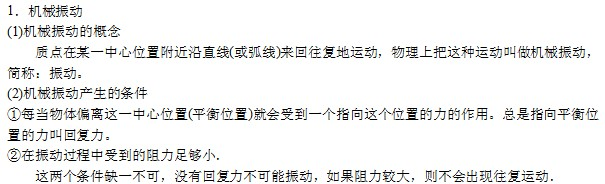 1．机械振动
(1)机械振动的概念
质点在某一中心位置附近沿直线(或弧线)来回往复地运动，物理上把这种运动叫做机械振动，
简称：振动。
(2)机械振动产生的条件
①每当物体偏离这一中心位置(平衡位置)就会受到一个指向这个位置的力的作用。总是指向平衡位
置的力叫回复力。
②在振动过程中受到的阻力足够小.
这两个条件缺一不可，没有回复力不可能振动，如果阻力较大，则不会出现往复运动．